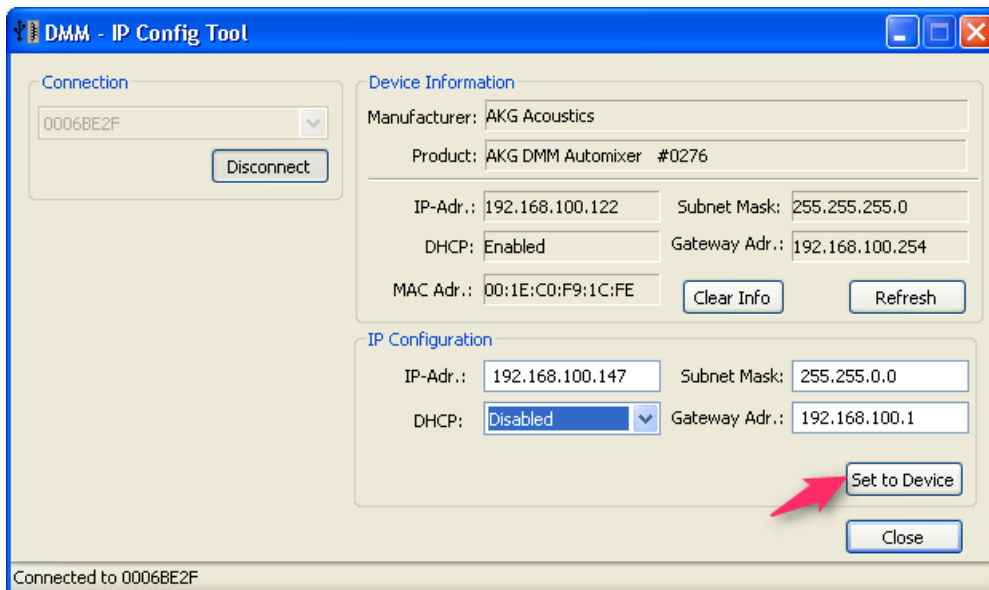 DMM - IP Config Tool
Connection
0006BE2F
Disconnect
Device Information
Manufacturer: AKG Acoustics
Product: AKG DMM Automixer #0276
IP-Adr.: 192.168.100.122 Subnet Mask: 255.255.255.0
DHCP: Enabled Gateway Adr.: 192.168.100.254
MAC Adr.: 00:1E:C0:F9:1C:FE Clear Info Refresh
IP Configuration
IP-Adr.: 192.168.100.147 Subnet Mask: 255.255.0.0
DHCP: Disabled Gateway Adr.: 192.168.100.1
Set to Device
Close
Connected to 0006BE2F